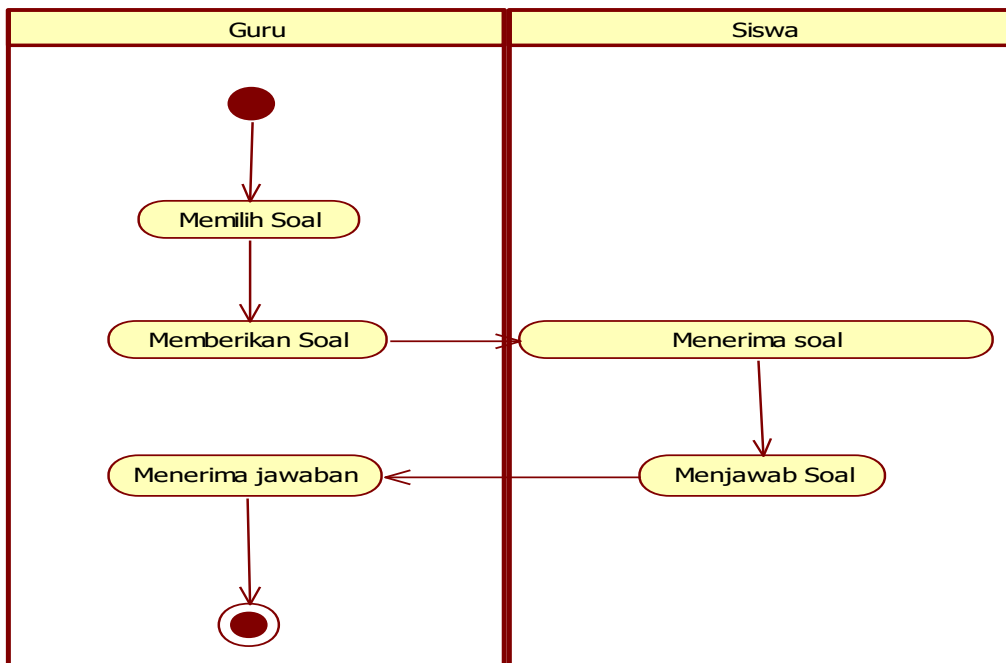 Guru
Siswa
Memilih Soal
Memberikan Soal
Menerima soal
Menerima jawaban
Menjawab Soal